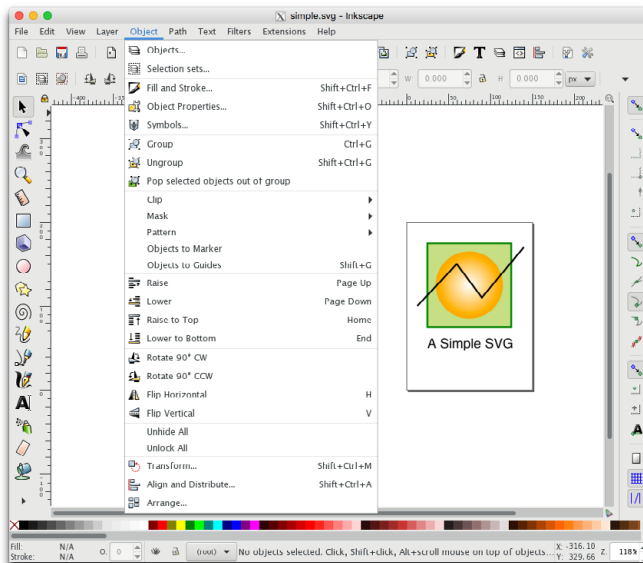 simple.svg - Inkscape
File Edit View Layer Object Path Text Filters Extensions Help
Objects...
Selection sets...
Fill and Stroke... Shift+Ctrl+F
Object Properties... Shift+Ctrl+O
Symbols... Shift+Ctrl+Y
Group Ctrl+G
Ungroup Shift+Ctrl+G
Pop selected objects out of group
Clip
Mask
Pattern
Objects to Marker
Objects to Guides Shift+G
Raise Page Up
Lower Page Down
Raise to Top Home
Lower to Bottom End
Rotate 90° CW
Rotate 90° CCW
Flip Horizontal H
Flip Vertical V
Unhide All
Unlock All
Transform... Shift+Ctrl+M
Align and Distribute... Shift+Ctrl+A
Arrange...
W 0.000 H 0.000 px
0 50 100 150 200
A Simple SVG
Fill: N/A
Stroke: N/A
O. 0
(root)
No objects selected. Click, Shift+click, Alt+scroll mouse on top of objects...
X: -316.10
Y: 329.66
Z. 118%